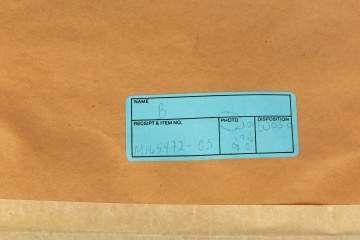 NAME
R
RECEIPT & ITEM NO.
PHOTO
DISPOSITION
M165472-03